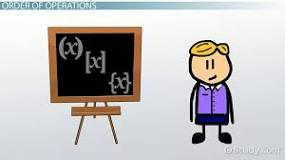 ORDER OF OPERATIONS
(x)
[x]
{x}
Study.com